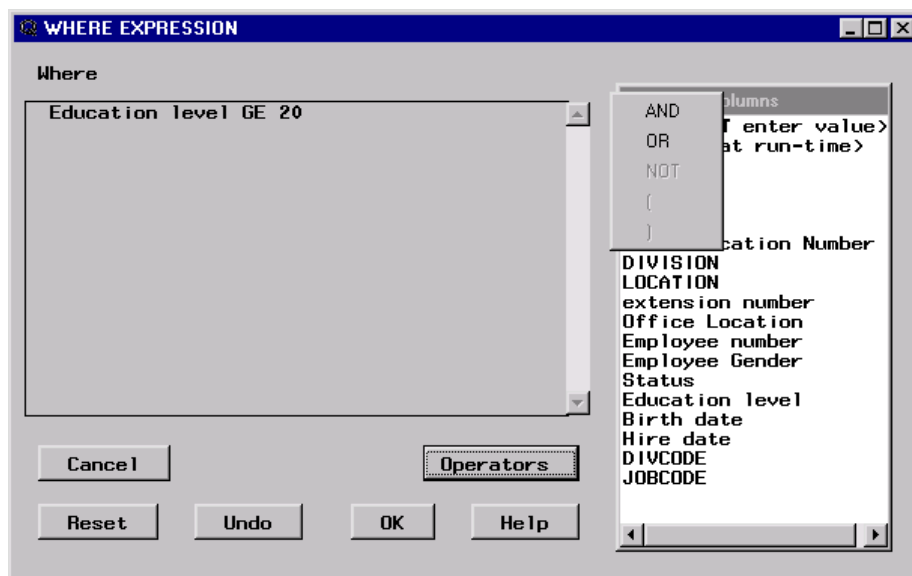 WHERE EXPRESSION
Where
Education level GE 20
AND
OR
NOT
(
)
enter value>
at run-time>
Number
DIVISION
LOCATION
extension number
Office Location
Employee number
Employee Gender
Status
Education level
Birth date
Hire date
DIVCODE
JOBCODE
Cancel
Operators
Reset
Undo
OK
Help